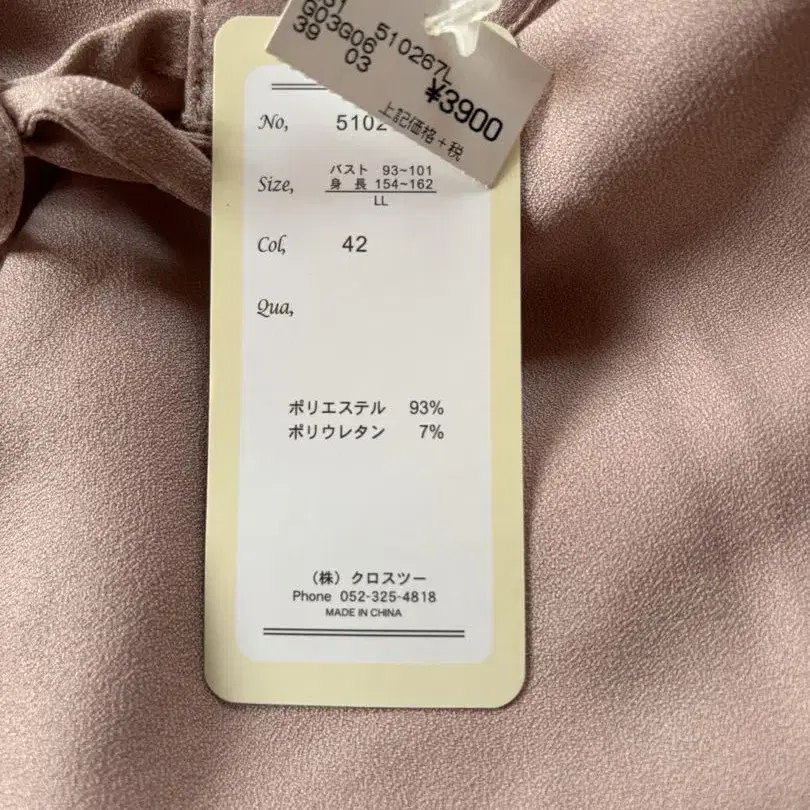 G03G06 510267L
39 03
¥3900
上記価格+税
No, 5102
Size, バスト 93~101
身 長 154~162
LL
Col, 42
Qua,
ポリエステル 93%
ポリウレタン 7%
(株) クロスツー
Phone 052-325-4818
MADE IN CHINA